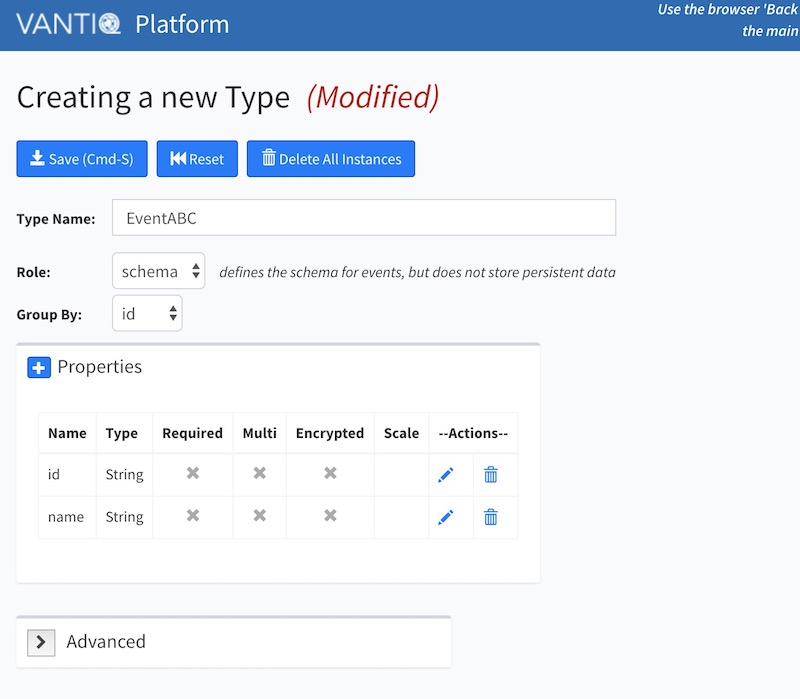 VANTIQ Platform
Use the browser 'Back
the main
Creating a new Type (Modified)
Save (Cmd-S) Reset Delete All Instances
Type Name: EventABC
Role: schema defines the schema for events, but does not store persistent data
Group By: id
Properties
Name Type Required Multi Encrypted Scale --Actions--
id String
name String
Advanced